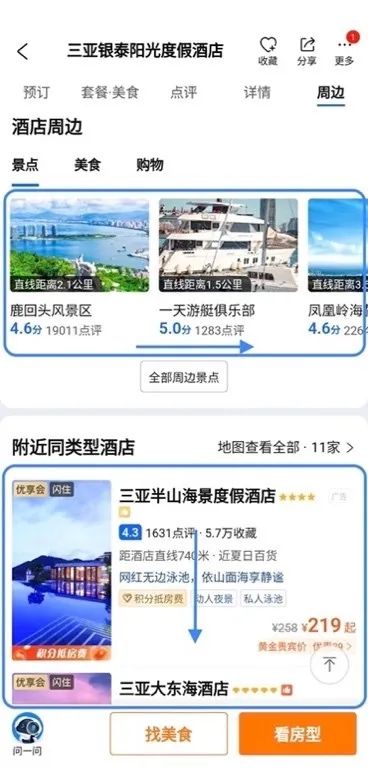 三亚银泰阳光度假酒店
收藏
分享
更多
1
预订
套餐·美食
点评
详情
周边
酒店周边
景点
美食
购物
直线距离2.1公里
直线距离1.5公里
直线距离3.
鹿回头风景区
一天游艇俱乐部
凤凰岭海
4.6分 19011点评
5.0分 1283点评
4.6分 226
全部周边景点
附近同类型酒店
地图查看全部 · 11家 >
优享会 闪住
三亚半山海景度假酒店
广告
4.3 1631点评 · 5.7万收藏
距酒店直线740米 · 近夏日百货
网红无边泳池，依山面海享静谧
积分抵房费
动人夜景
私人泳池
¥258 ¥219起
黄金贵宾价 优惠39 >
积分抵房费
优享会 闪住
三亚大东海酒店
问一问
找美食
看房型